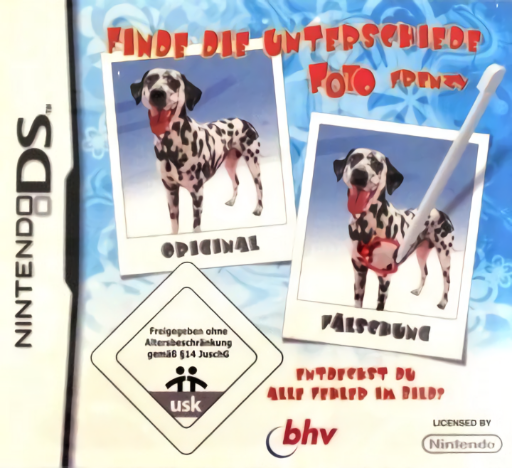 FINDE DIE UNTERSCHIEDE
FOTO FRENZY
NINTENDO DS™
ORIGINAL
FÄLSCHUNG
Freigegeben ohne
Altersbeschränkung
gemäß §14 JuSchG
usk
ENTDECKST DU
ALLE FEHLER IM BILD?
bhv
LICENSED BY
Nintendo